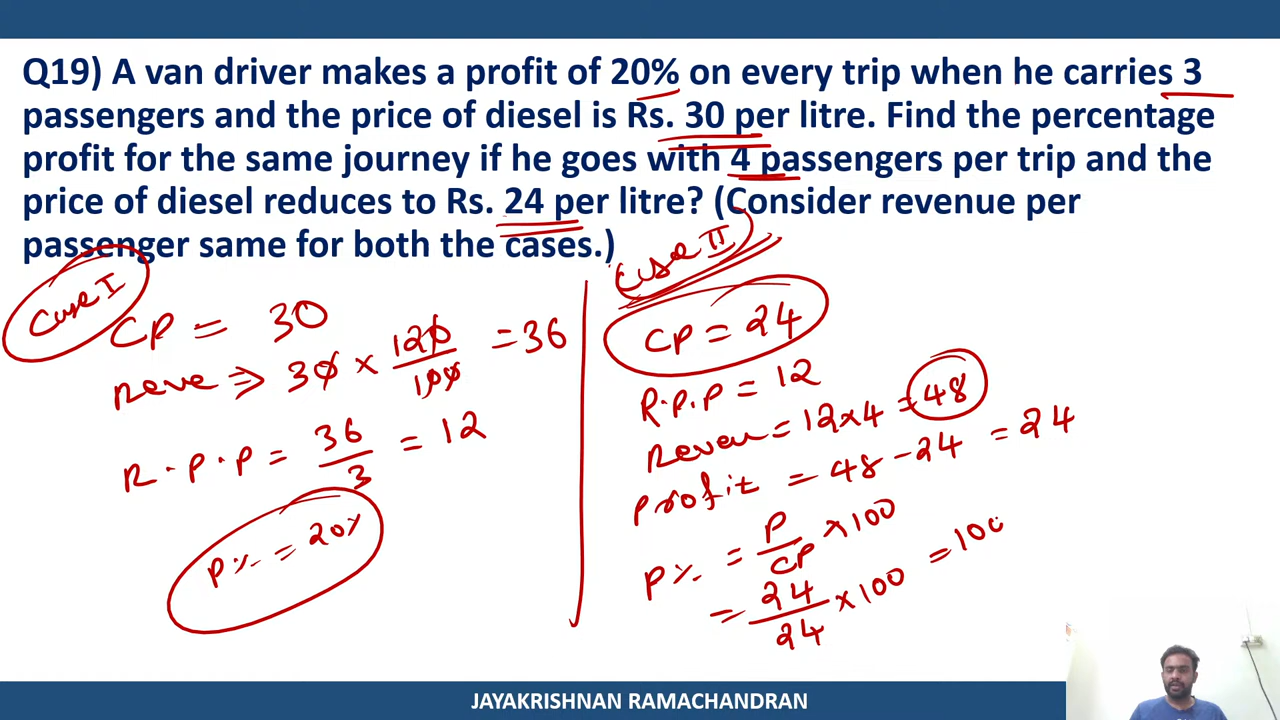 Q19) A van driver makes a profit of 20% on every trip when he carries 3
passengers and the price of diesel is Rs. 30 per litre. Find the percentage
profit for the same journey if he goes with 4 passengers per trip and the
price of diesel reduces to Rs. 24 per litre? (Consider revenue per
passenger same for both the cases.)
Case I
CP = 30
Reve ⇒ 30 × 120/100 = 36
R.P.P = 36/3 = 12
P% = 20%
Case II
CP = 24
R.P.P = 12
Reven = 12×4 = 48
Profit = 48 - 24 = 24
P% = P/CP × 100
= 24/24 × 100 = 100
JAYAKRISHNAN RAMACHANDRAN